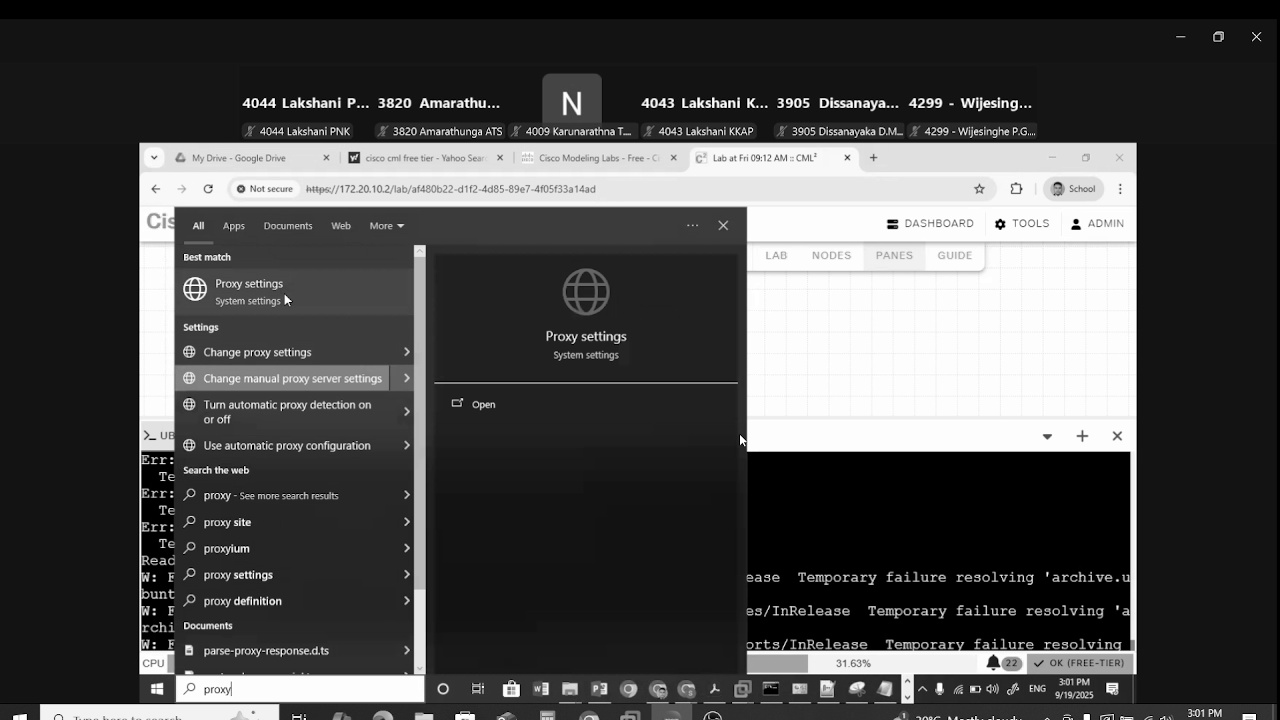 4044 Lakshani P... 3820 Amarathu... N 4043 Lakshani K... 3905 Dissanaya... 4299 - Wijesing...
4044 Lakshani PNK 3820 Amarathunga ATS 4009 Karunarathna T... 4043 Lakshani KKAP 3905 Dissanayaka D.M... 4299 - Wijesinghe P.G....
My Drive - Google Drive cisco cml free tier - Yahoo Sear Cisco Modeling Labs - Free - Ci Lab at Fri 09:12 AM :: CML²
Not secure https://172.20.10.2/lab/af480b22-d1f2-4d85-89e7-4f05f33a14ad School
Cis DASHBOARD TOOLS ADMIN
All Apps Documents Web More
LAB NODES PANES GUIDE
Best match
Proxy settings
System settings
Proxy settings
System settings
Open
Settings
Change proxy settings
Change manual proxy server settings
Turn automatic proxy detection on
or off
Use automatic proxy configuration
Search the web
proxy - See more search results
proxy site
proxyium
proxy settings
proxy definition
Documents
parse-proxy-response.d.ts
>_ UB
Err:
Te
Err:
Te
Err:
Te
Read
W: F ease Temporary failure resolving 'archive.u
bunt
W: F es/InRelease Temporary failure resolving 'a
rchi
W: F orts/InRelease Temporary failure resolving
CPU 31.63% 22 OK (FREE-TIER)
proxy ENG 3:01 PM
9/19/2025
Type here to search Mostly cloudy 3:01 PM